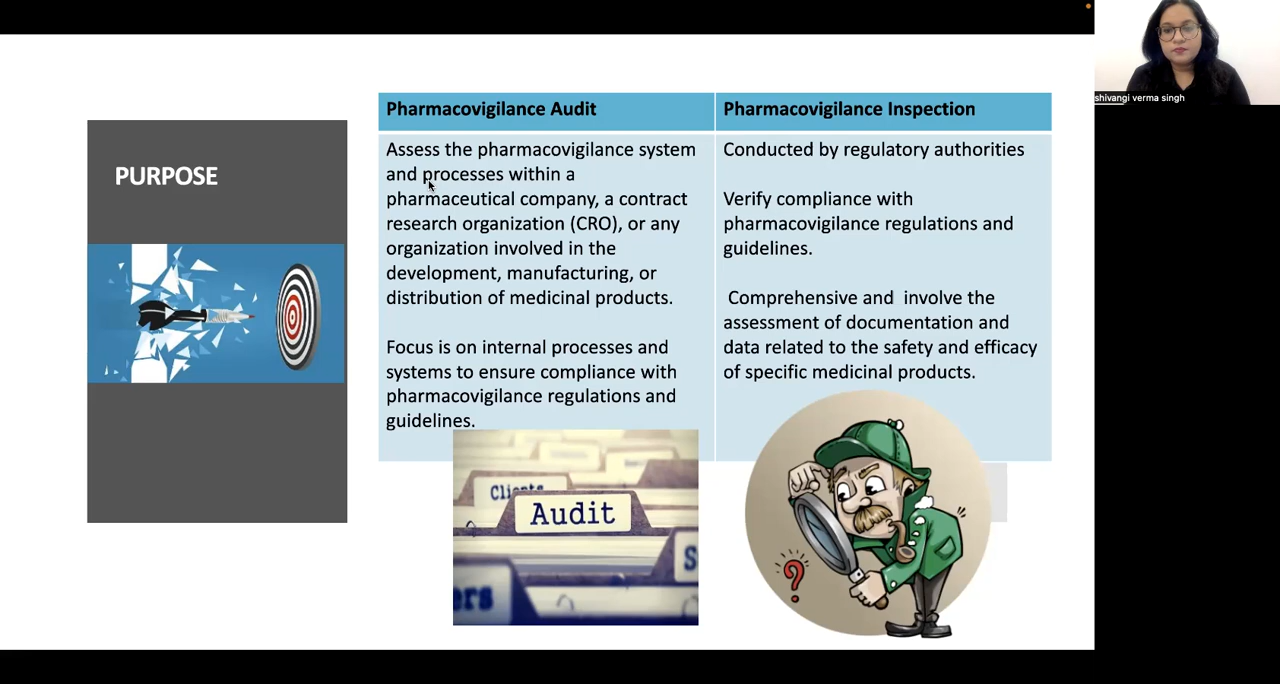 shivangi verma singh
PURPOSE
Pharmacovigilance Audit
Assess the pharmacovigilance system
and processes within a
pharmaceutical company, a contract
research organization (CRO), or any
organization involved in the
development, manufacturing, or
distribution of medicinal products.
Focus is on internal processes and
systems to ensure compliance with
pharmacovigilance regulations and
guidelines.
Pharmacovigilance Inspection
Conducted by regulatory authorities
Verify compliance with
pharmacovigilance regulations and
guidelines.
Comprehensive and  involve the
assessment of documentation and
data related to the safety and efficacy
of specific medicinal products.
Audit
S
ers
?